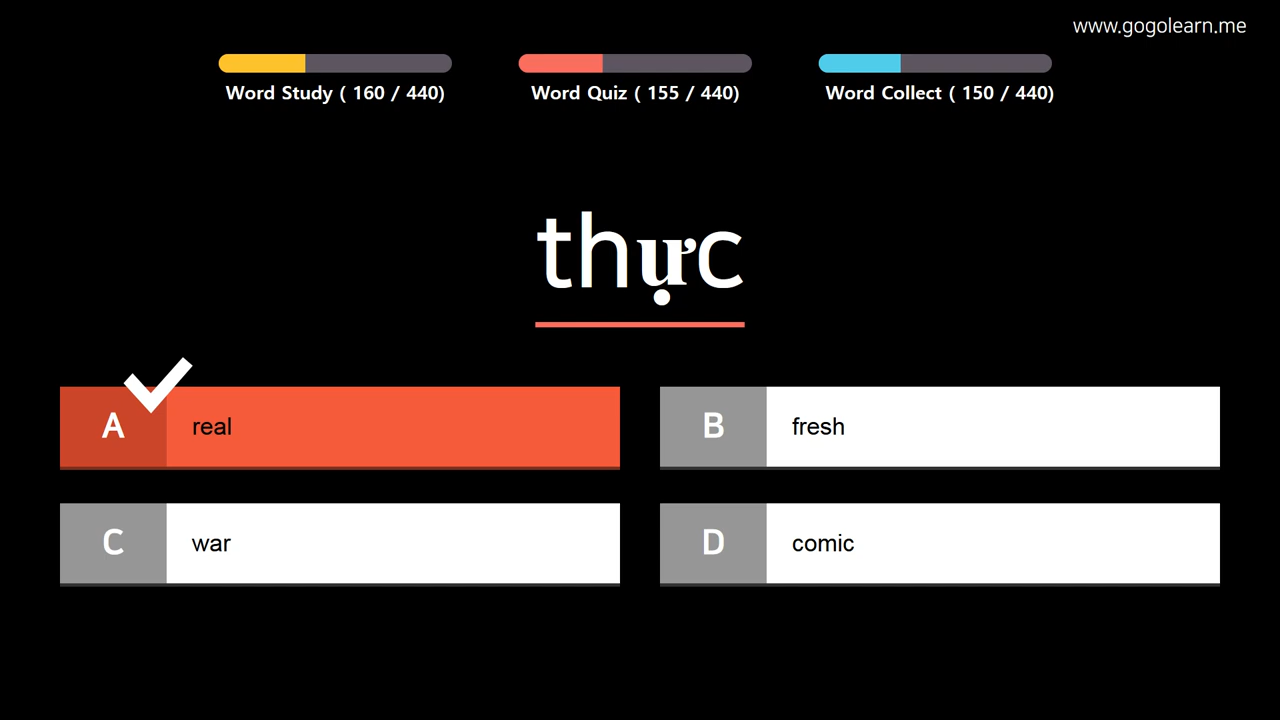 www.gogolearn.me
Word Study ( 160 / 440)
Word Quiz ( 155 / 440)
Word Collect ( 150 / 440)
thực
A real
B fresh
C war
D comic